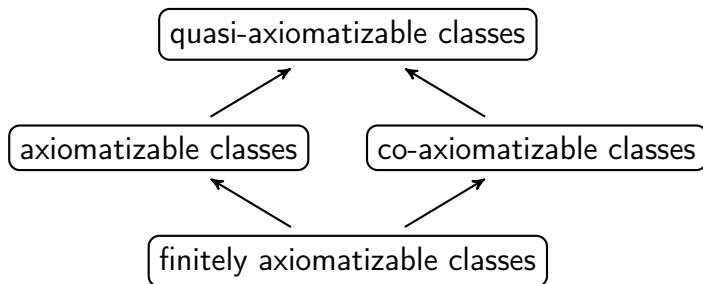 quasi-axiomatizable classes
axiomatizable classes
co-axiomatizable classes
finitely axiomatizable classes